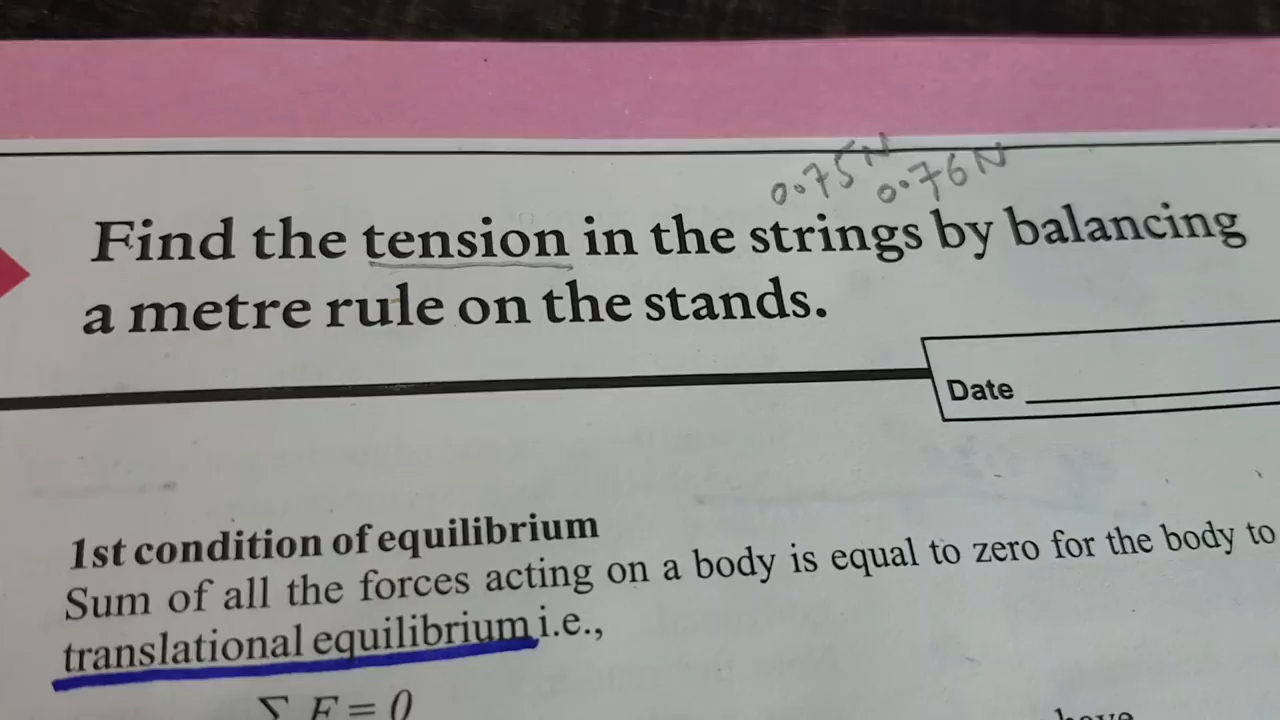 0.75N 0.76N
Find the tension in the strings by balancing
a metre rule on the stands.
Date
1st condition of equilibrium
Sum of all the forces acting on a body is equal to zero for the body to
translational equilibrium i.e.,
∑ F = 0
have